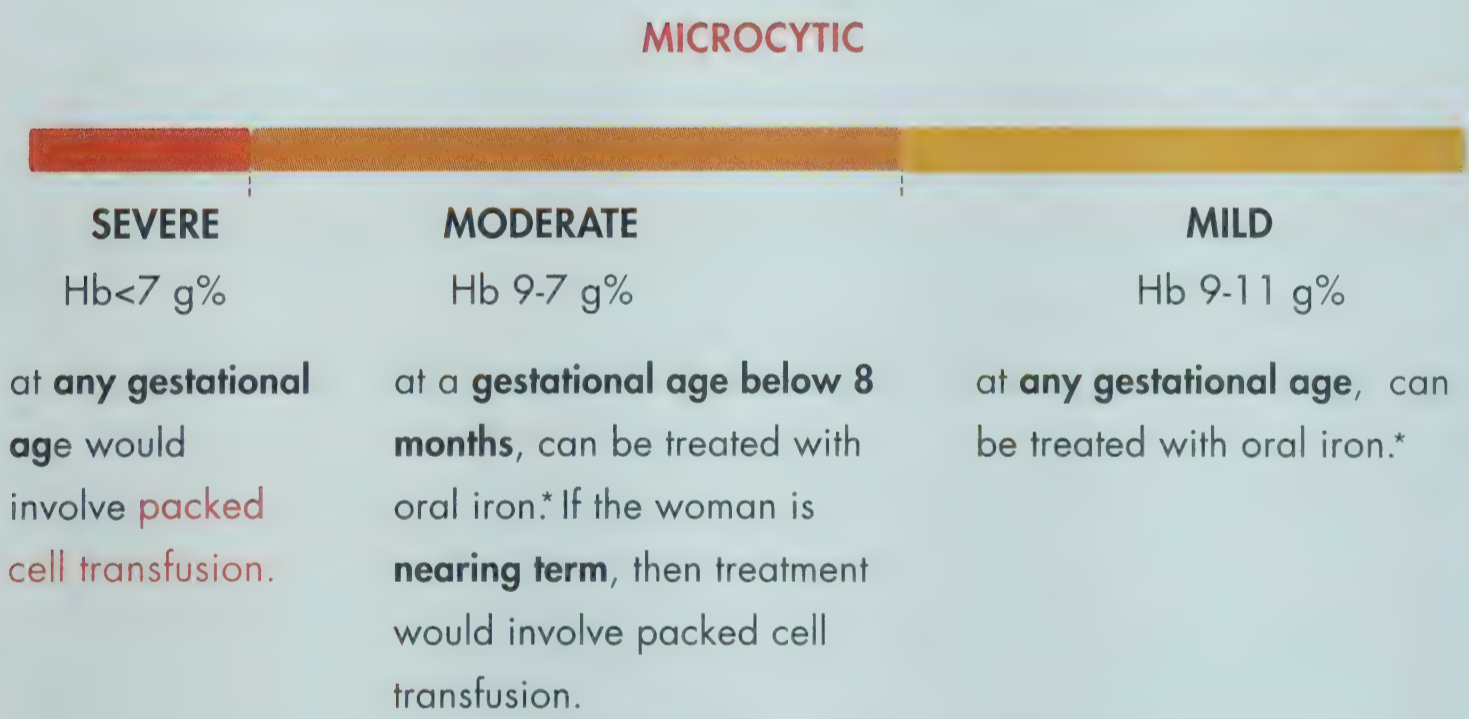 MICROCYTIC
SEVERE
Hb<7 g%
at any gestational
age would
involve packed
cell transfusion.
MODERATE
Hb 9-7 g%
at a gestational age below 8
months, can be treated with
oral iron.* If the woman is
nearing term, then treatment
would involve packed cell
transfusion.
MILD
Hb 9-11 g%
at any gestational age, can
be treated with oral iron.*